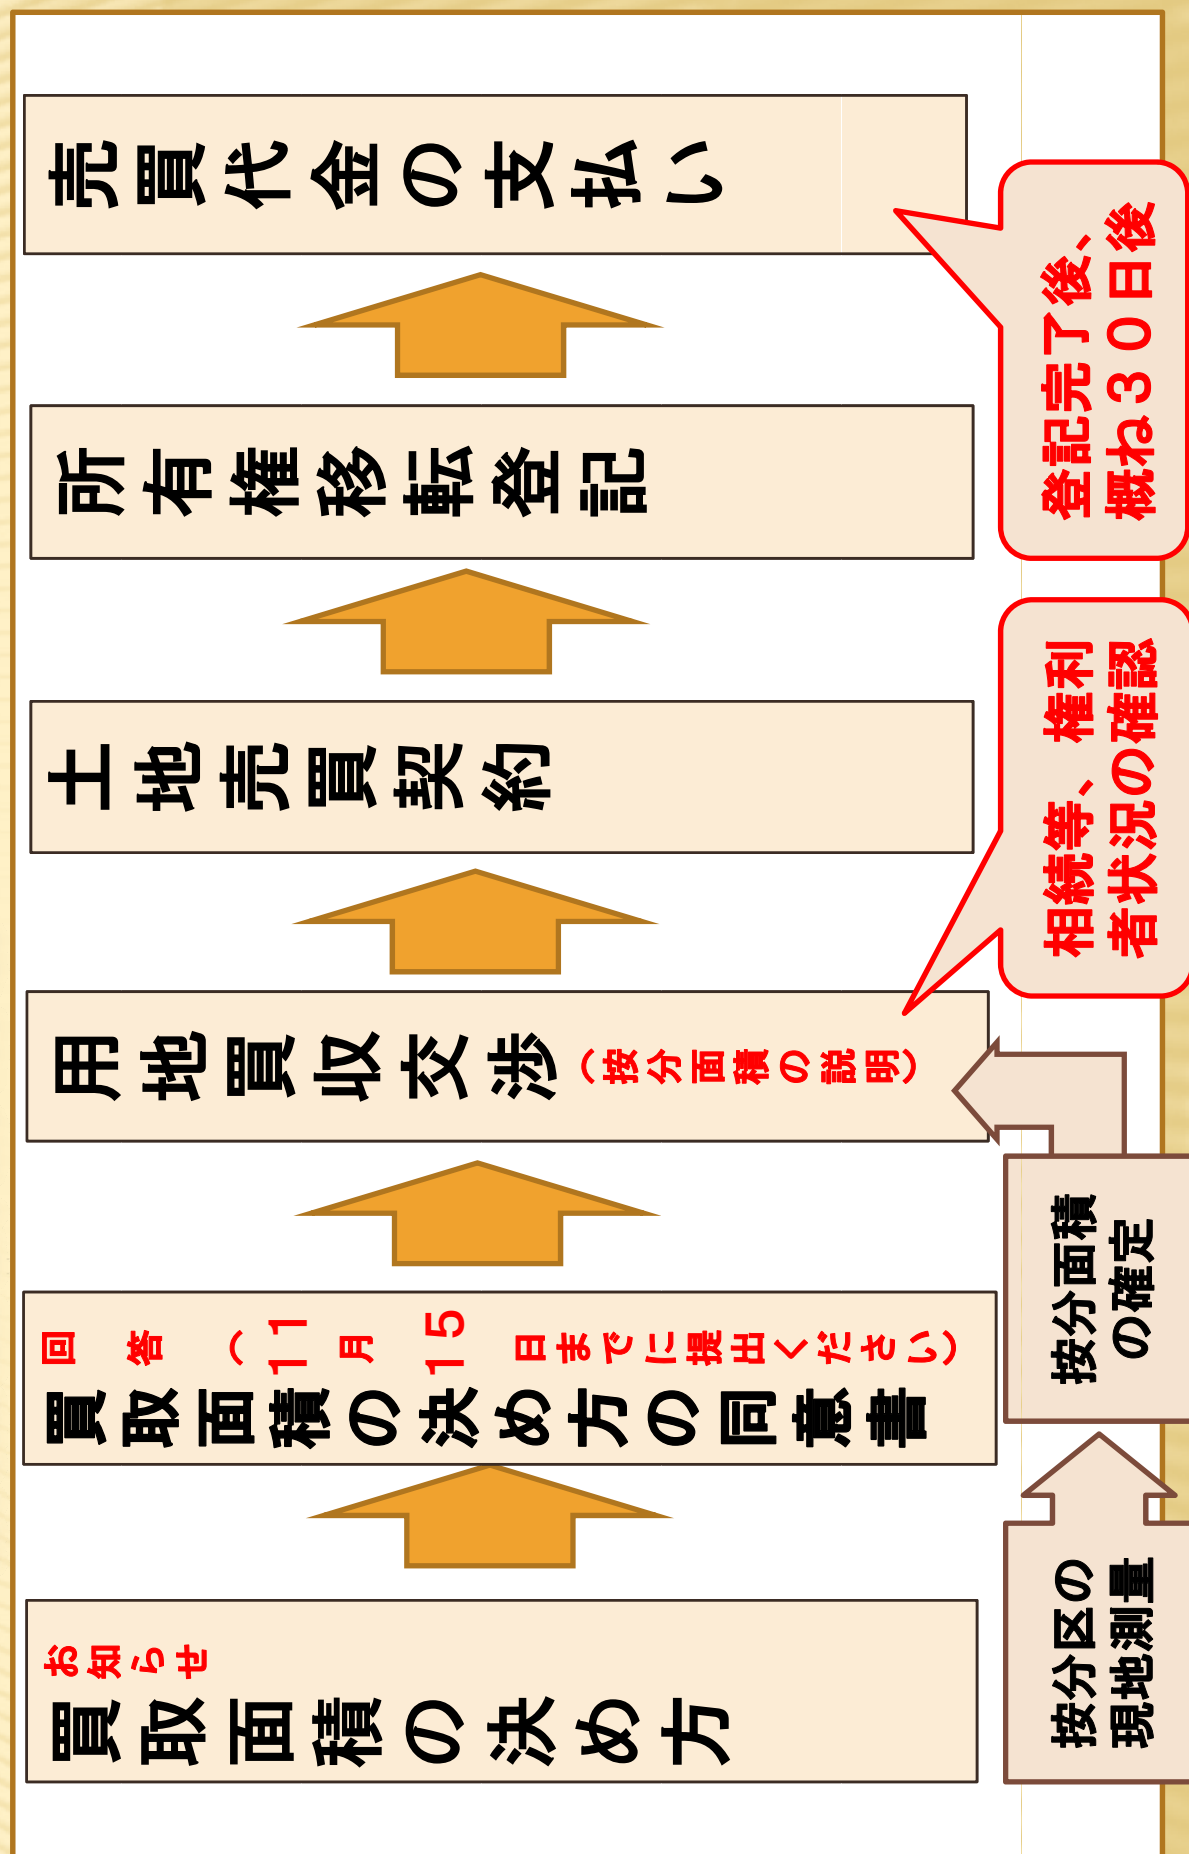 お知らせ
買取面積の決め方
回答（11月15日までに提出ください）
買取面積の決め方の同意書
用地買収交渉（按分面積の説明）
土地売買契約
所有権移転登記
売買代金の支払い
按分区の
現地測量
按分面積
の確定
相続等、権利
者状況の確認
登記完了後、
概ね３０日後